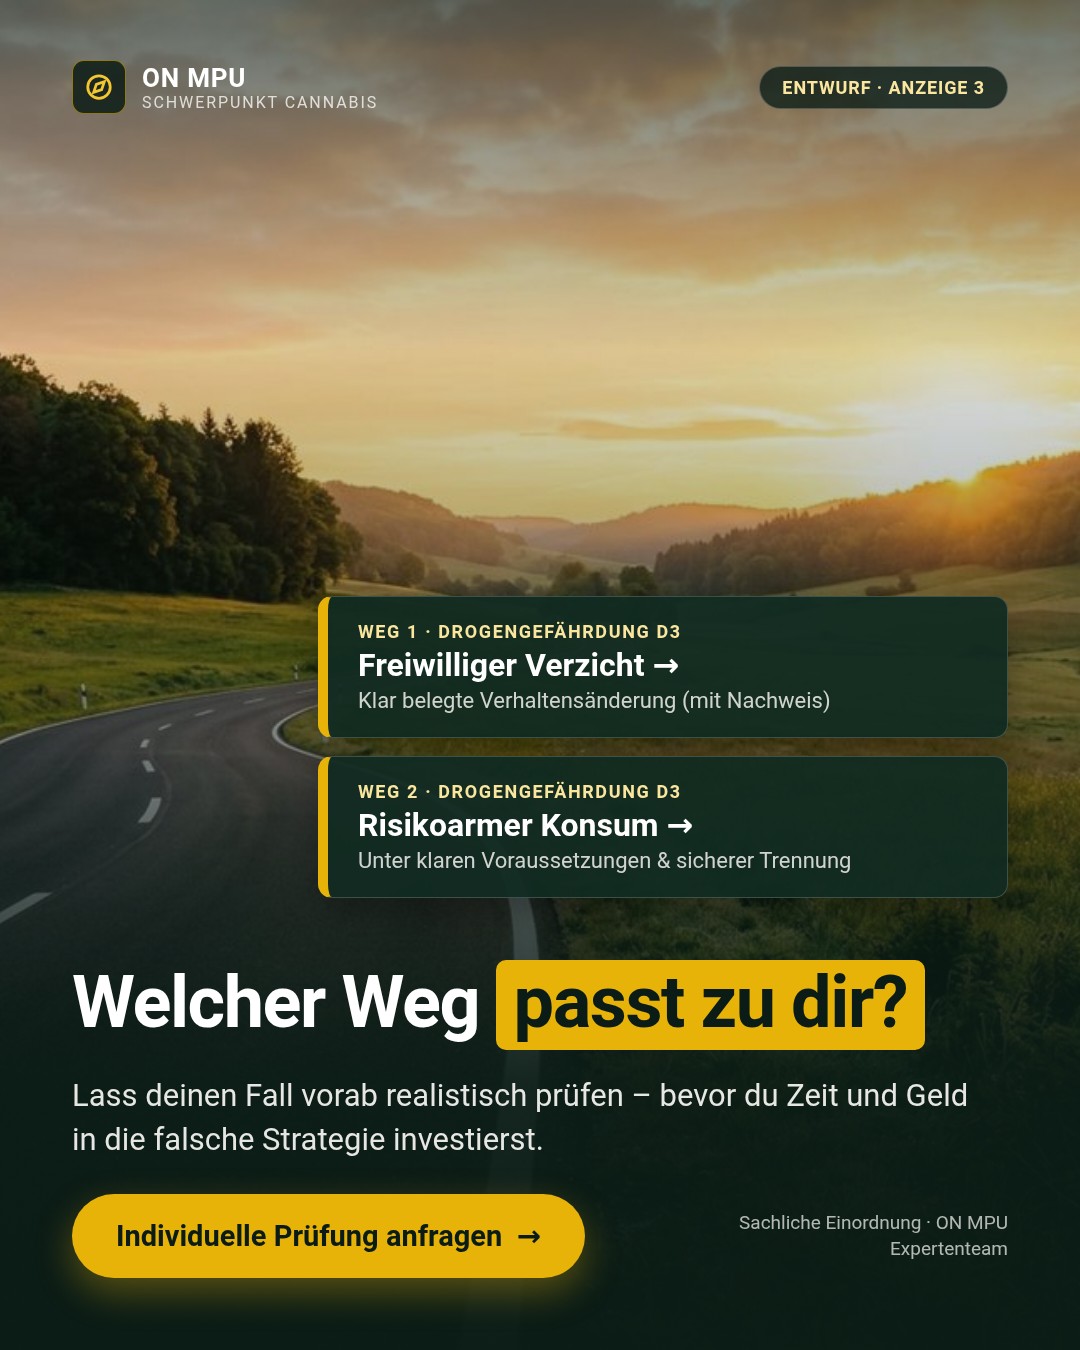 ON MPU
SCHWERPUNKT CANNABIS
ENTWURF · ANZEIGE 3
WEG 1 · DROGENGEFÄHRDUNG D3
Freiwilliger Verzicht →
Klar belegte Verhaltensänderung (mit Nachweis)
WEG 2 · DROGENGEFÄHRDUNG D3
Risikoarmer Konsum →
Unter klaren Voraussetzungen & sicherer Trennung
Welcher Weg passt zu dir?
Lass deinen Fall vorab realistisch prüfen – bevor du Zeit und Geld
in die falsche Strategie investierst.
Individuelle Prüfung anfragen →
Sachliche Einordnung · ON MPU
Expertenteam